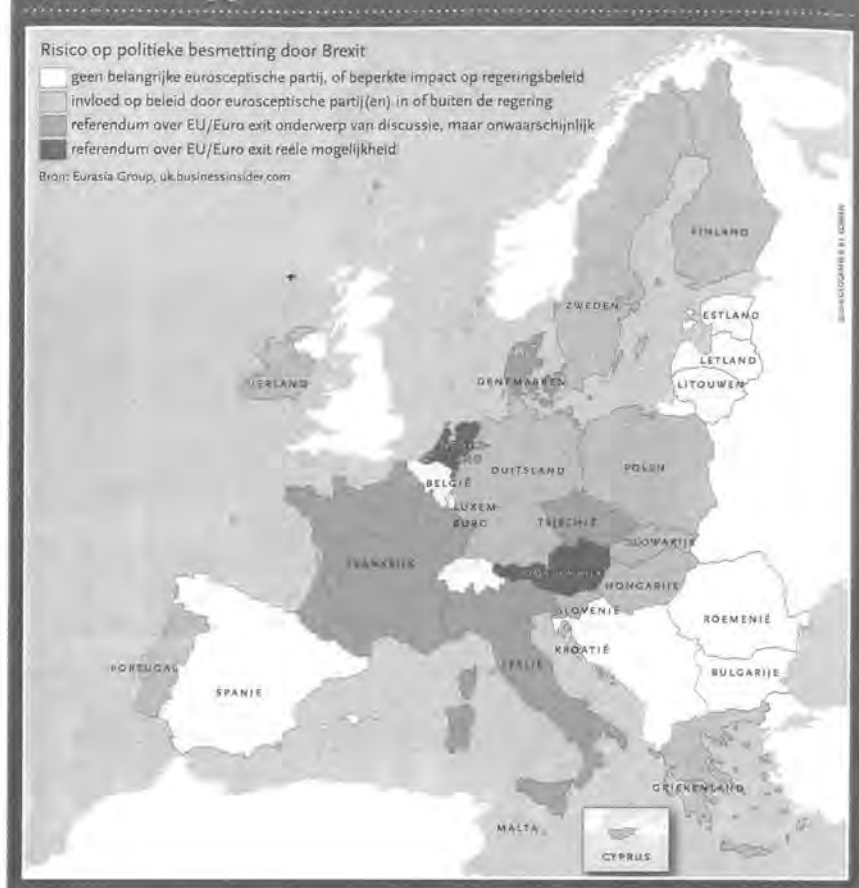 Risico op politieke besmetting door Brexit
geen belangrijke eurosceptische partij, of beperkte impact op regeringsbeleid
invloed op beleid door eurosceptische partij(en) in of buiten de regering
referendum over EU/Euro exit onderwerp van discussie, maar onwaarschijnlijk
referendum over EU/Euro exit reële mogelijkheid
Bron: Eurasia Group, uk.businessinsider.com
FINLAND
ZWEDEN
ESTLAND
LETLAND
LITOUWEN
IERLAND
DENEMARKEN
DUITSLAND
POLEN
BELGIË
LUXEM-
BURG
TSJECHIË
SLOWAKIJE
FRANKRIJK
HONGARIJE
SLOVENIË
ROEMENIË
KROATIË
ITALIË
BULGARIJE
PORTUGAL
SPANJE
GRIEKENLAND
MALTA
CYPRUS